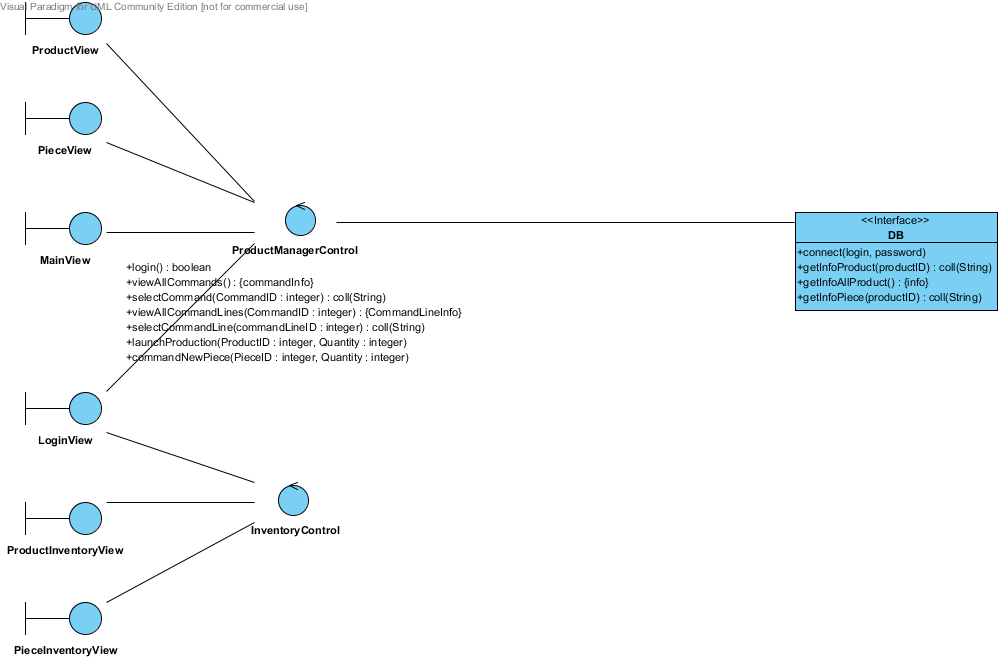 Visual Paradigm for UML Community Edition [not for commercial use]
ProductView
PieceView
MainView
ProductManagerControl
+login() : boolean
+viewAllCommands() : {commandInfo}
+selectCommand(CommandID : integer) : coll(String)
+viewAllCommandLines(CommandID : integer) : {CommandLineInfo}
+selectCommandLine(commandLineID : integer) : coll(String)
+launchProduction(ProductID : integer, Quantity : integer)
+commandNewPiece(PieceID : integer, Quantity : integer)
<<Interface>>
DB
+connect(login, password)
+getInfoProduct(productID) : coll(String)
+getInfoAllProduct() : {info}
+getInfoPiece(productID) : coll(String)
LoginView
InventoryControl
ProductInventoryView
PieceInventoryView